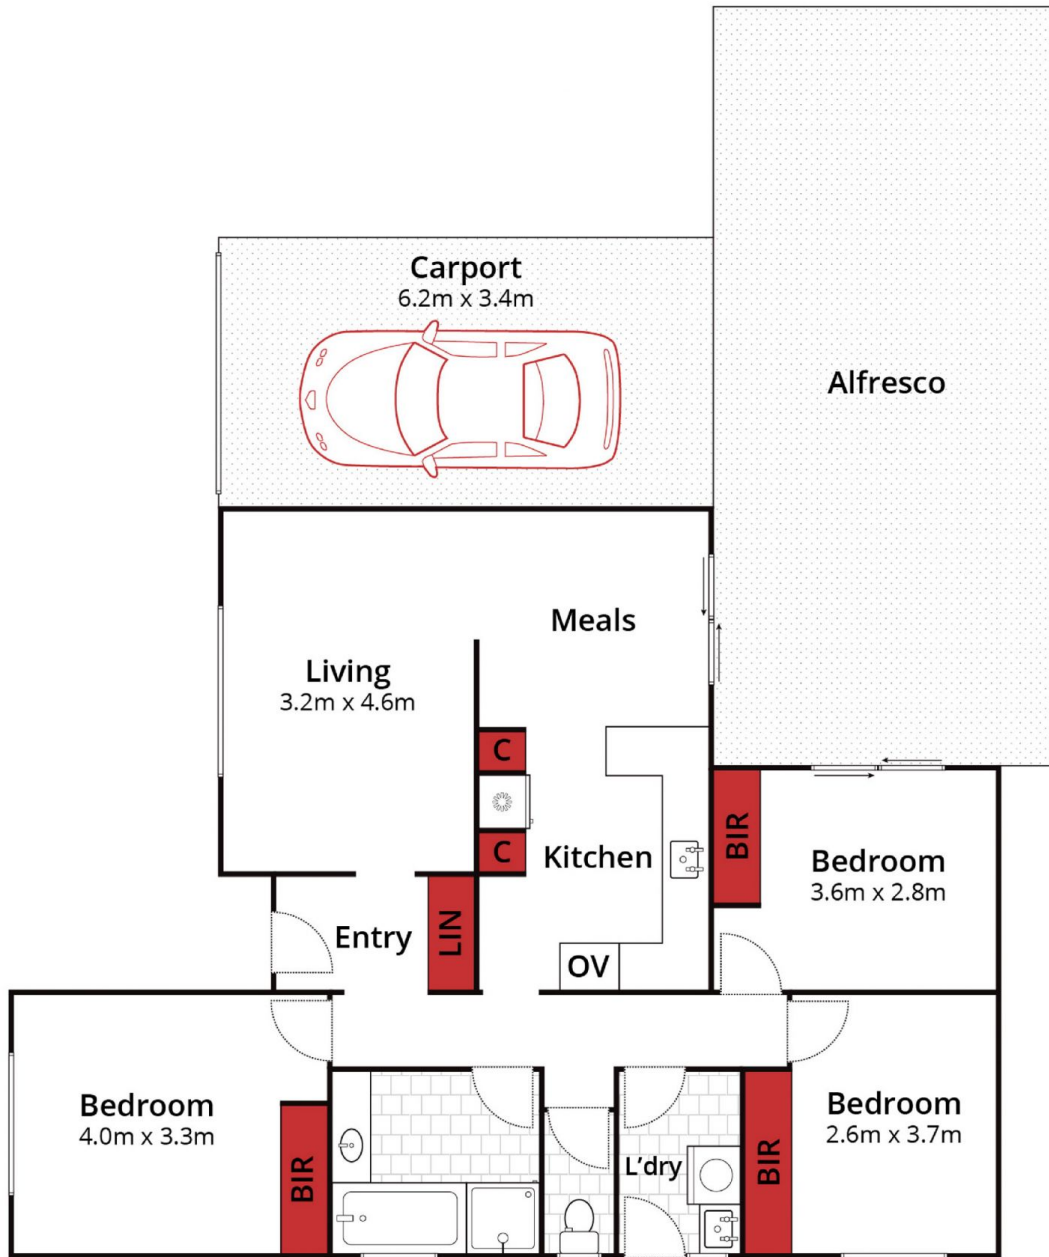 Carport
6.2m x 3.4m
Alfresco
Meals
Living
3.2m x 4.6m
C
C
Kitchen
BIR
Bedroom
3.6m x 2.8m
Entry
LIN
OV
Bedroom
4.0m x 3.3m
BIR
L'dry
BIR
Bedroom
2.6m x 3.7m